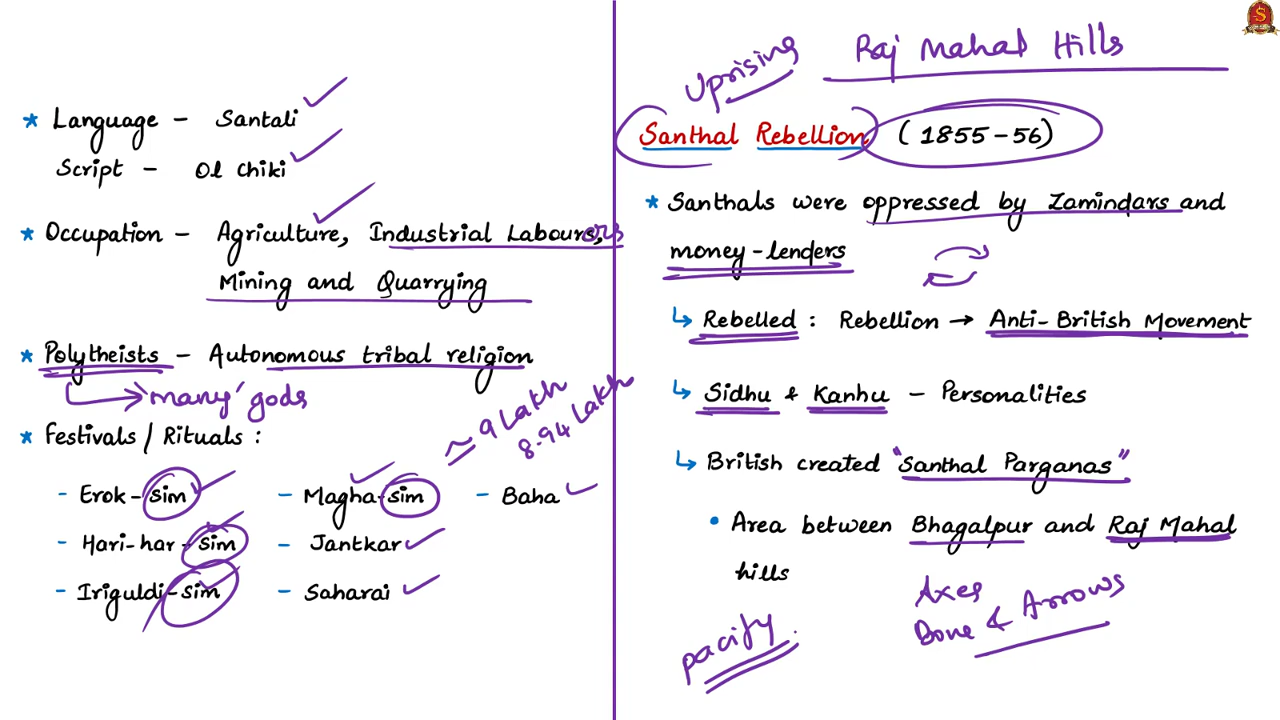 * Language - Santali
Script - Ol Chiki
* Occupation - Agriculture, Industrial Labours, ors
Mining and Quarrying
* Polytheists - Autonomous tribal religion
many gods
≈ 9 Lakh
8.94 Lakh
* Festivals / Rituals :
- Erok - Sim
- Hari-har - Sim
- Iriguldi - Sim
- Magha - sim
- Jantkar
- Saharai
- Baha
Uprising
Raj Mahal Hills
Santhal Rebellion (1855-56)
* Santhals were oppressed by Zamindars and
money-lenders
↳ Rebelled : Rebellion → Anti-British Movement
↳ Sidhu & Kanhu - Personalities
↳ British created "Santhal Parganas"
• Area between Bhagalpur and Raj Mahal
hills
Axes
Bow & Arrows
pacify.